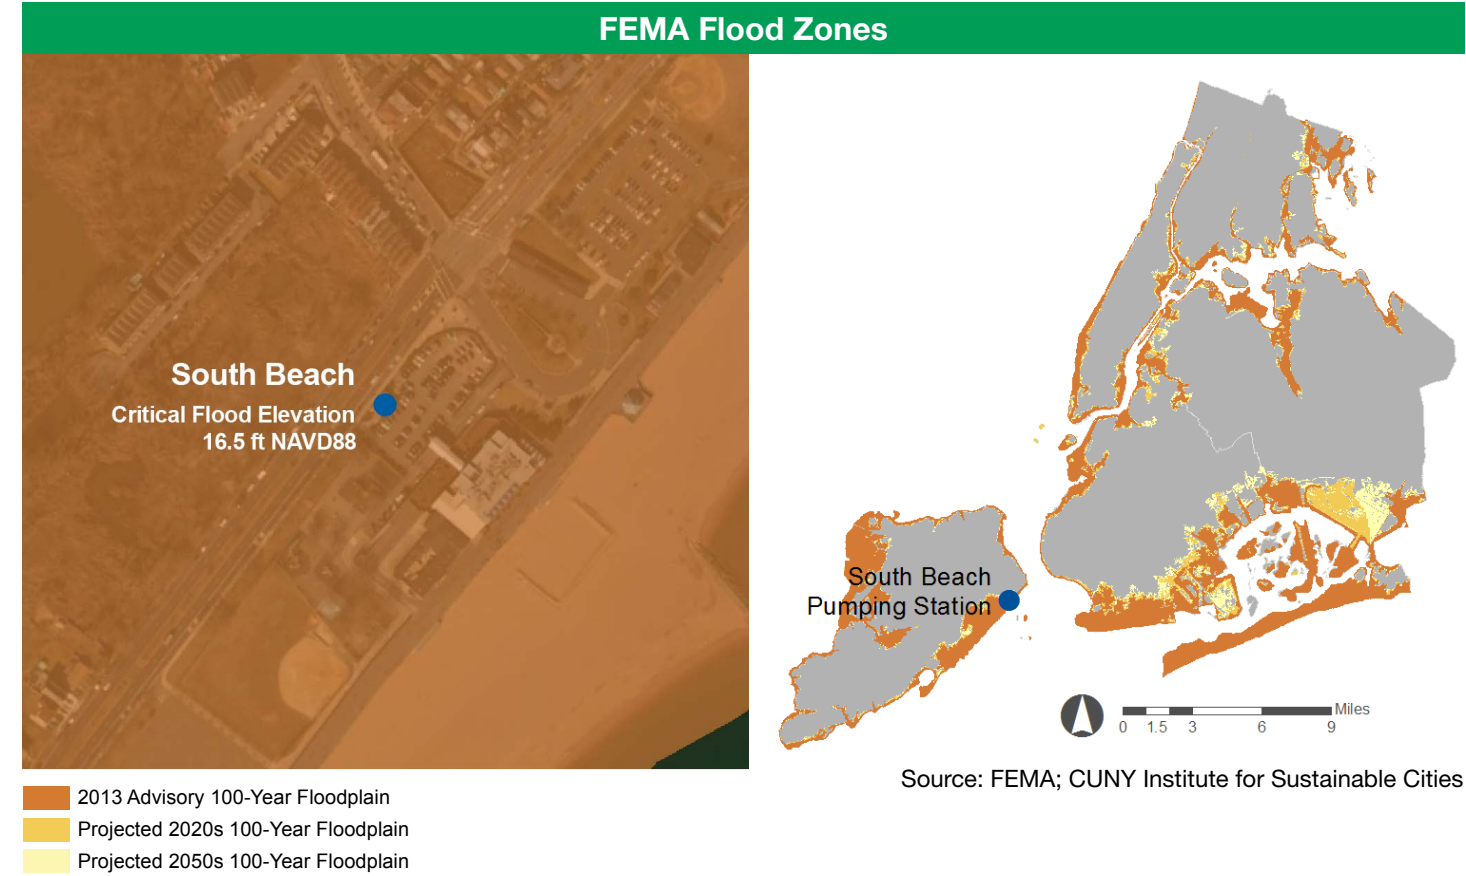 FEMA Flood Zones
South Beach
Critical Flood Elevation
16.5 ft NAVD88
South Beach
Pumping Station
Miles
0 1.5 3 6 9
Source: FEMA; CUNY Institute for Sustainable Cities
2013 Advisory 100-Year Floodplain
Projected 2020s 100-Year Floodplain
Projected 2050s 100-Year Floodplain